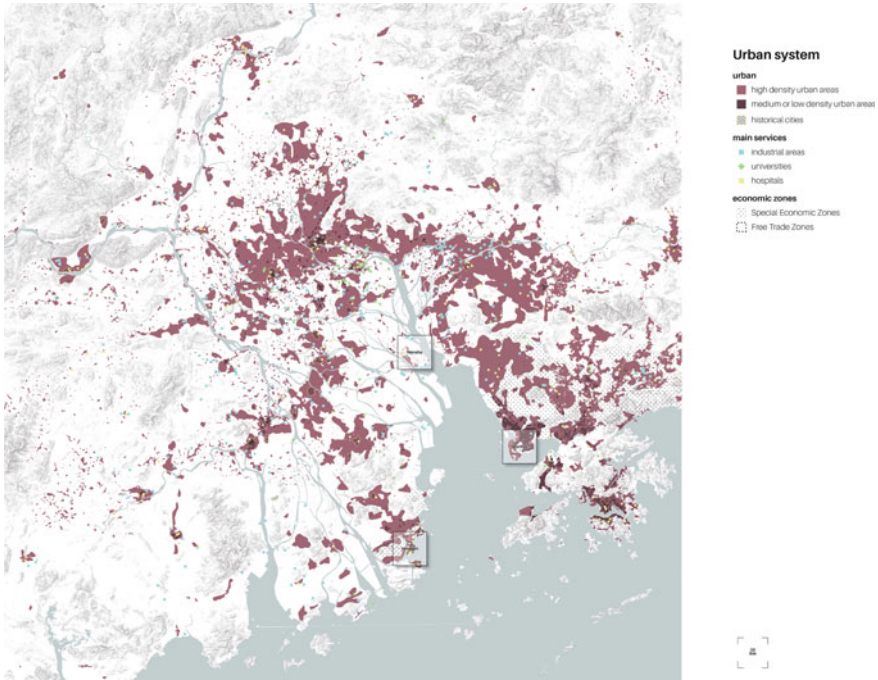 Urban system
urban
high density urban areas
medium or low density urban areas
historical cities
main services
industrial areas
universities
hospitals
economic zones
Special Economic Zones
Free Trade Zones